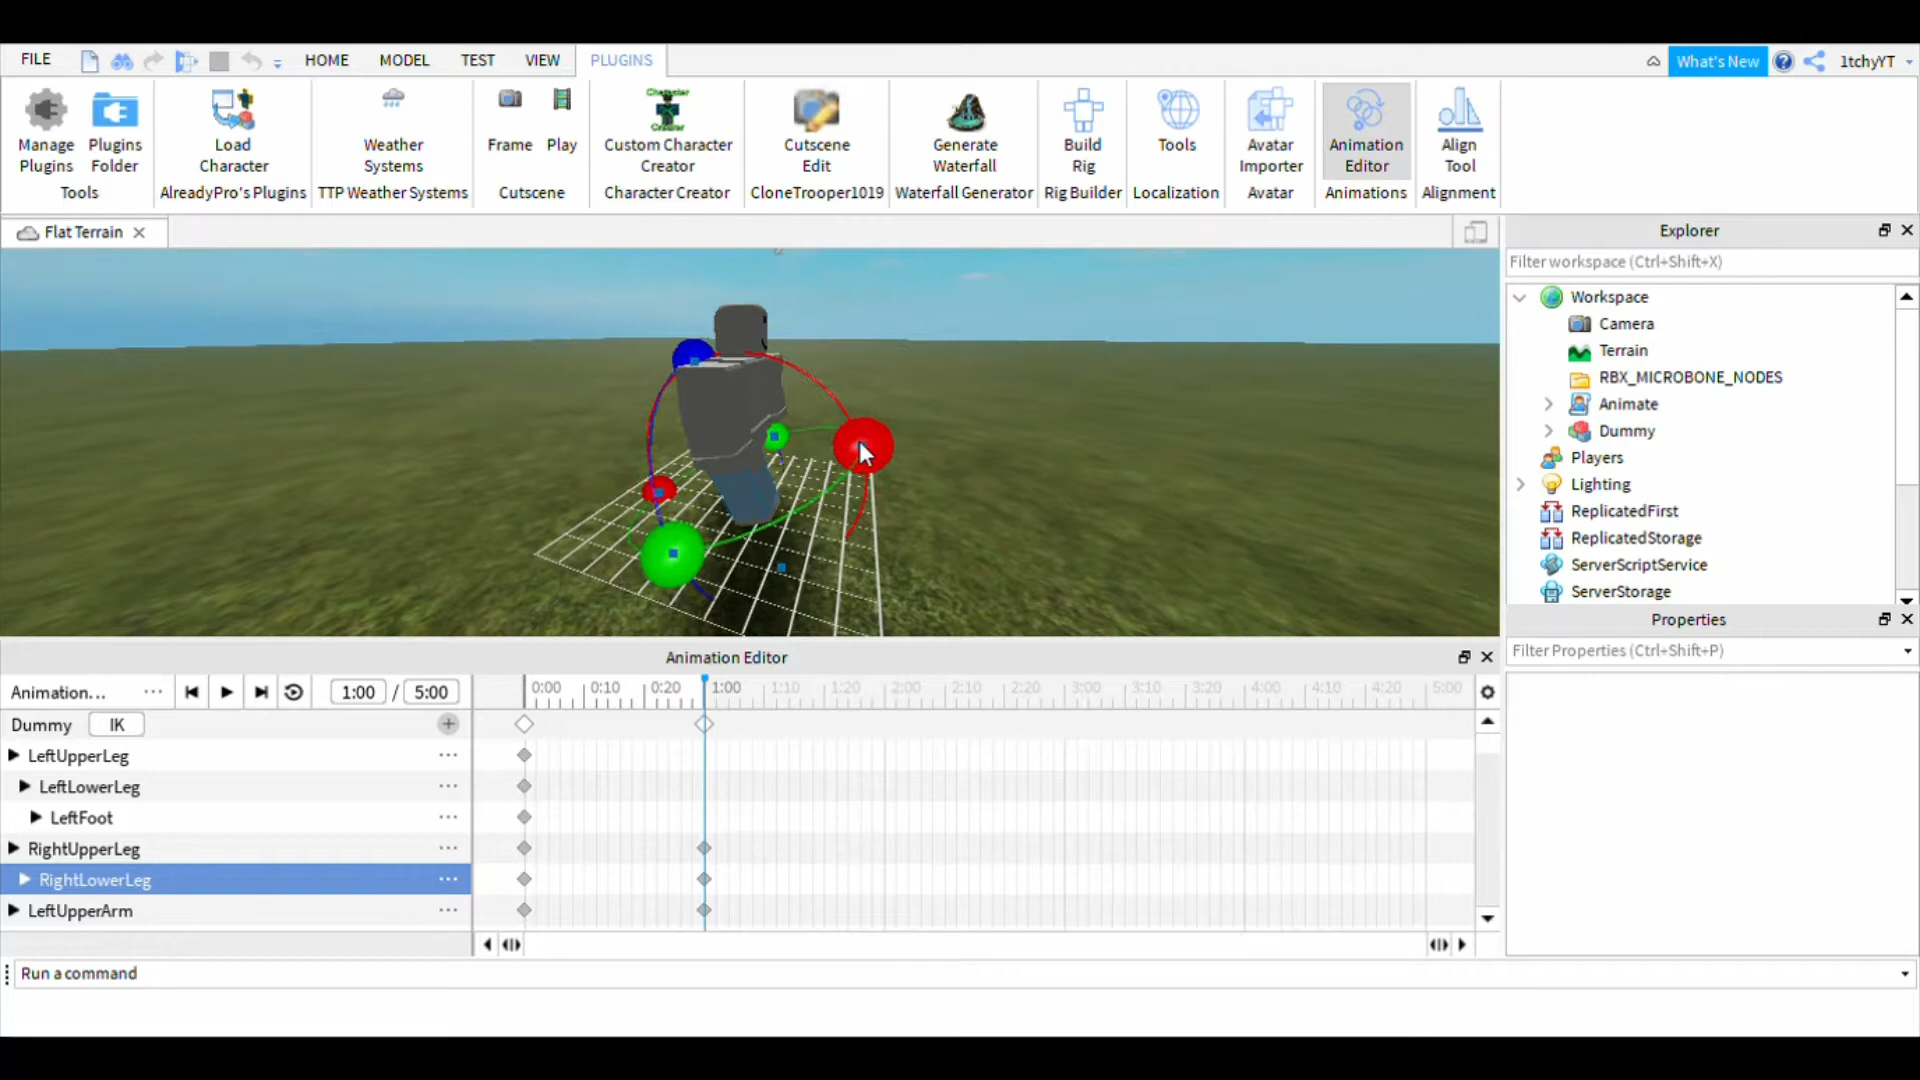 FILE HOME MODEL TEST VIEW PLUGINS What's New 1tchyYT
Manage Plugins
Plugins Folder
Tools
Load Character
AlreadyPro's Plugins
Weather Systems
TTP Weather Systems
Frame Play
Cutscene
Character
Creator
Custom Character Creator
Character Creator
Cutscene Edit
CloneTrooper1019
Generate Waterfall
Waterfall Generator
Build Rig
Rig Builder
Tools
Localization
Avatar Importer
Avatar
Animation Editor
Animations
Align Tool
Alignment
Flat Terrain
Explorer
Filter workspace (Ctrl+Shift+X)
Workspace
Camera
Terrain
RBX_MICROBONE_NODES
Animate
Dummy
Players
Lighting
ReplicatedFirst
ReplicatedStorage
ServerScriptService
ServerStorage
Properties
Filter Properties (Ctrl+Shift+P)
Animation Editor
Animation... ··· 1:00 / 5:00 0:00 0:10 0:20 1:00 1:10 1:20 2:00 2:10 2:20 3:00 3:10 3:20 4:00 4:10 4:20 5:00
Dummy IK
LeftUpperLeg ···
LeftLowerLeg ···
LeftFoot ···
RightUpperLeg ···
RightLowerLeg ···
LeftUpperArm ···
Run a command